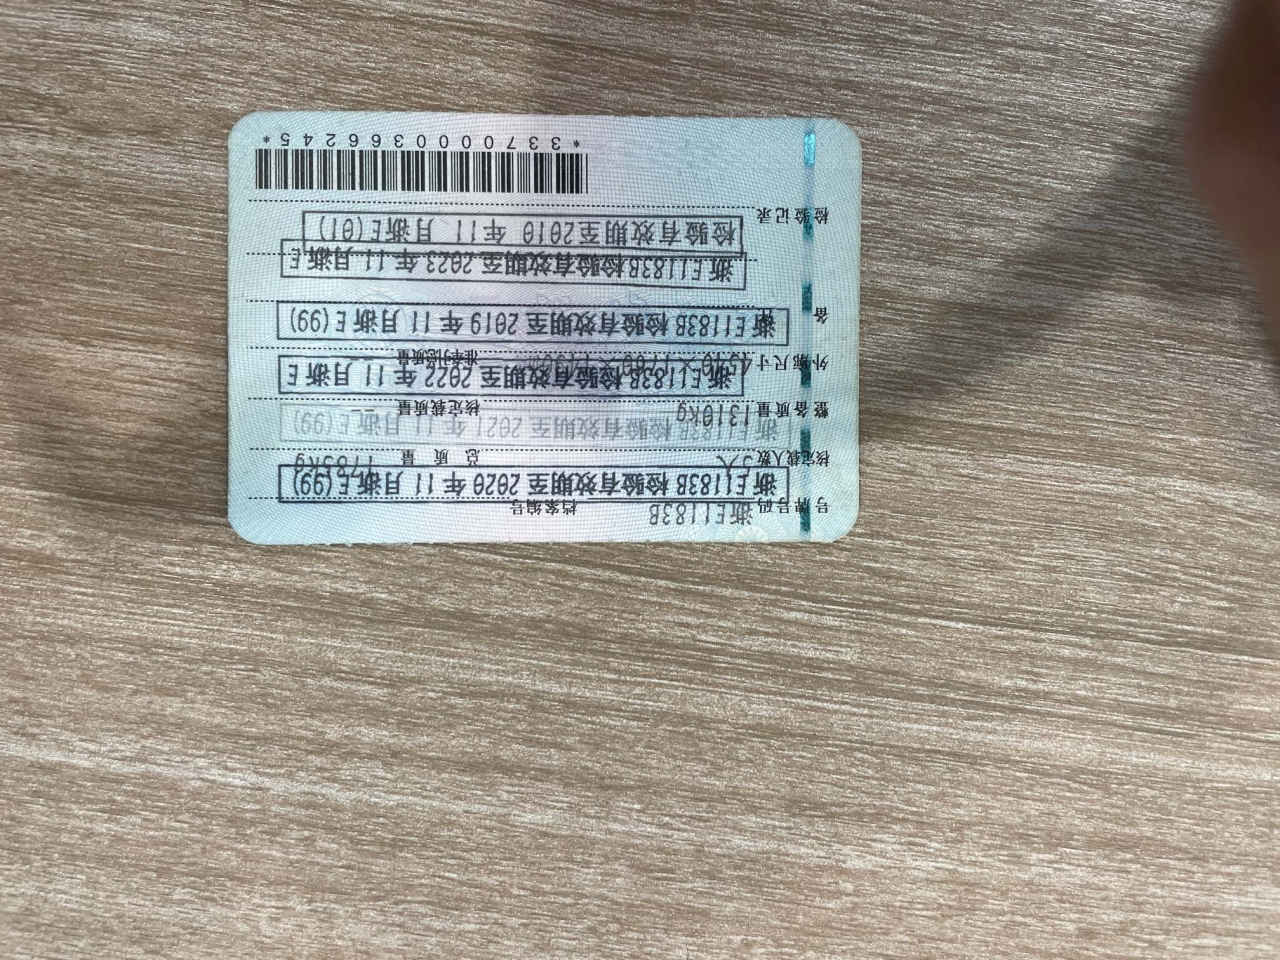 号牌号码 浙E1183B 档案编号
浙E1183B 检验有效期至2020年11月浙E(99)
核定载人数 5人 总质量 1785kg
浙E1183B 检验有效期至2021年11月浙E(99)
整备质量 1310kg 核定载质量 --
浙E1183B 检验有效期至2022年11月浙E
外廓尺寸 准牵引总质量 --
浙E1183B 检验有效期至2019年11月浙E(99)
备
浙E1183B 检验有效期至2023年11月浙E
检验有效期至2010年11月浙E(01)
检验记录
*3370000366245*